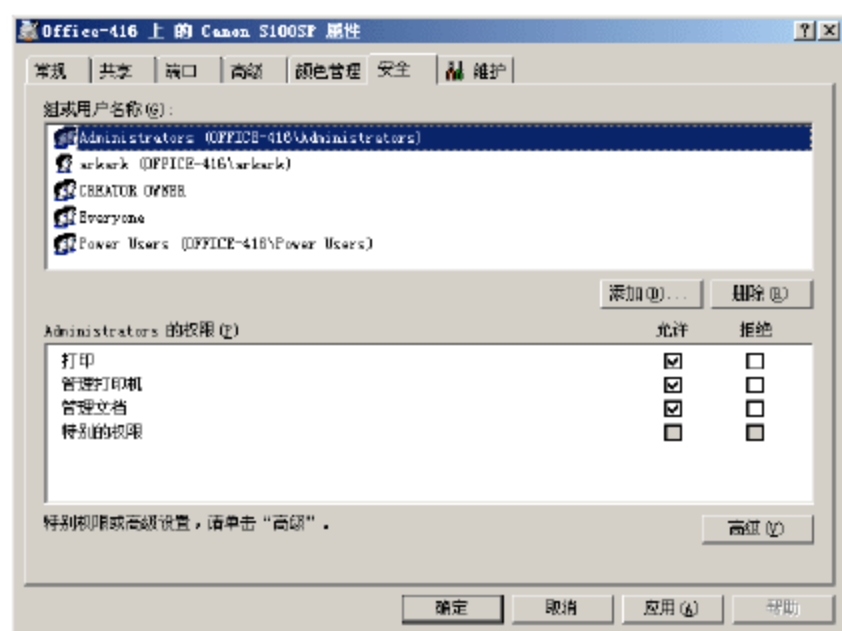 Office-416 上 的 Canon S100SP 属性
常规 共享 端口 高级 颜色管理 安全 维护
组或用户名称(G):
Administrators (OFFICE-416\Administrators)
arkark (OFFICE-416\arkark)
CREATOR OWNER
Everyone
Power Users (OFFICE-416\Power Users)
添加(D)... 删除(R)
Administrators 的权限(P) 允许 拒绝
打印
管理打印机
管理文档
特别的权限
特别权限或高级设置，请单击“高级”。
高级(V)
确定 取消 应用(A) 帮助